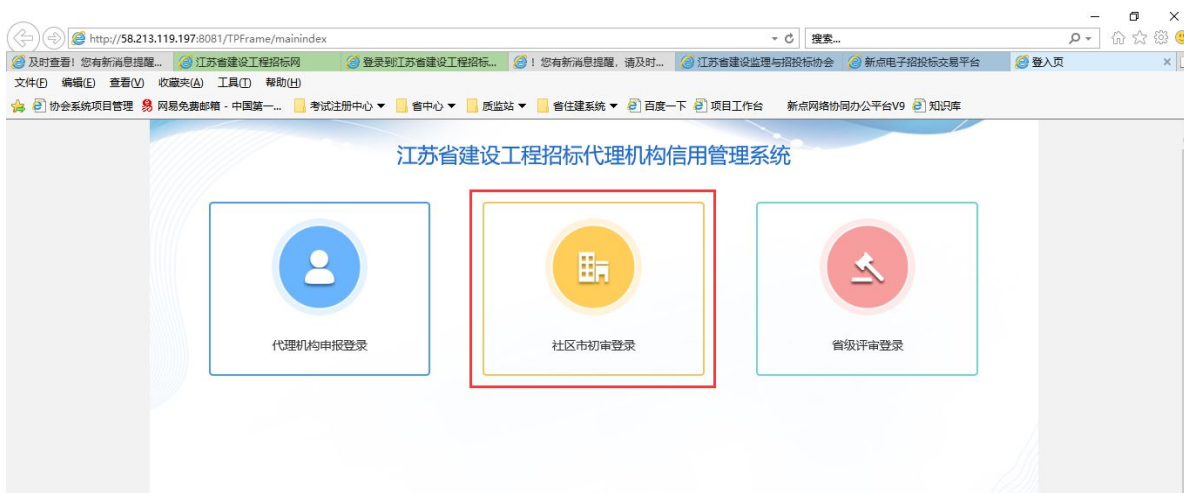 http://58.213.119.197:8081/TPFrame/mainindex
搜索...
及时查看！您有新消息提醒...
江苏省建设工程招标网
登录到江苏省建设工程招标...
！您有新消息提醒，请及时...
江苏省建设监理与招投标协会
新点电子招投标交易平台
登入页
文件(F) 编辑(E) 查看(V) 收藏夹(A) 工具(T) 帮助(H)
协会系统项目管理 网易免费邮箱 - 中国第一... 考试注册中心 省中心 质监站 省住建系统 百度一下 项目工作台 新点网络协同办公平台V9 知识库
江苏省建设工程招标代理机构信用管理系统
代理机构申报登录 社区市初审登录 省级评审登录